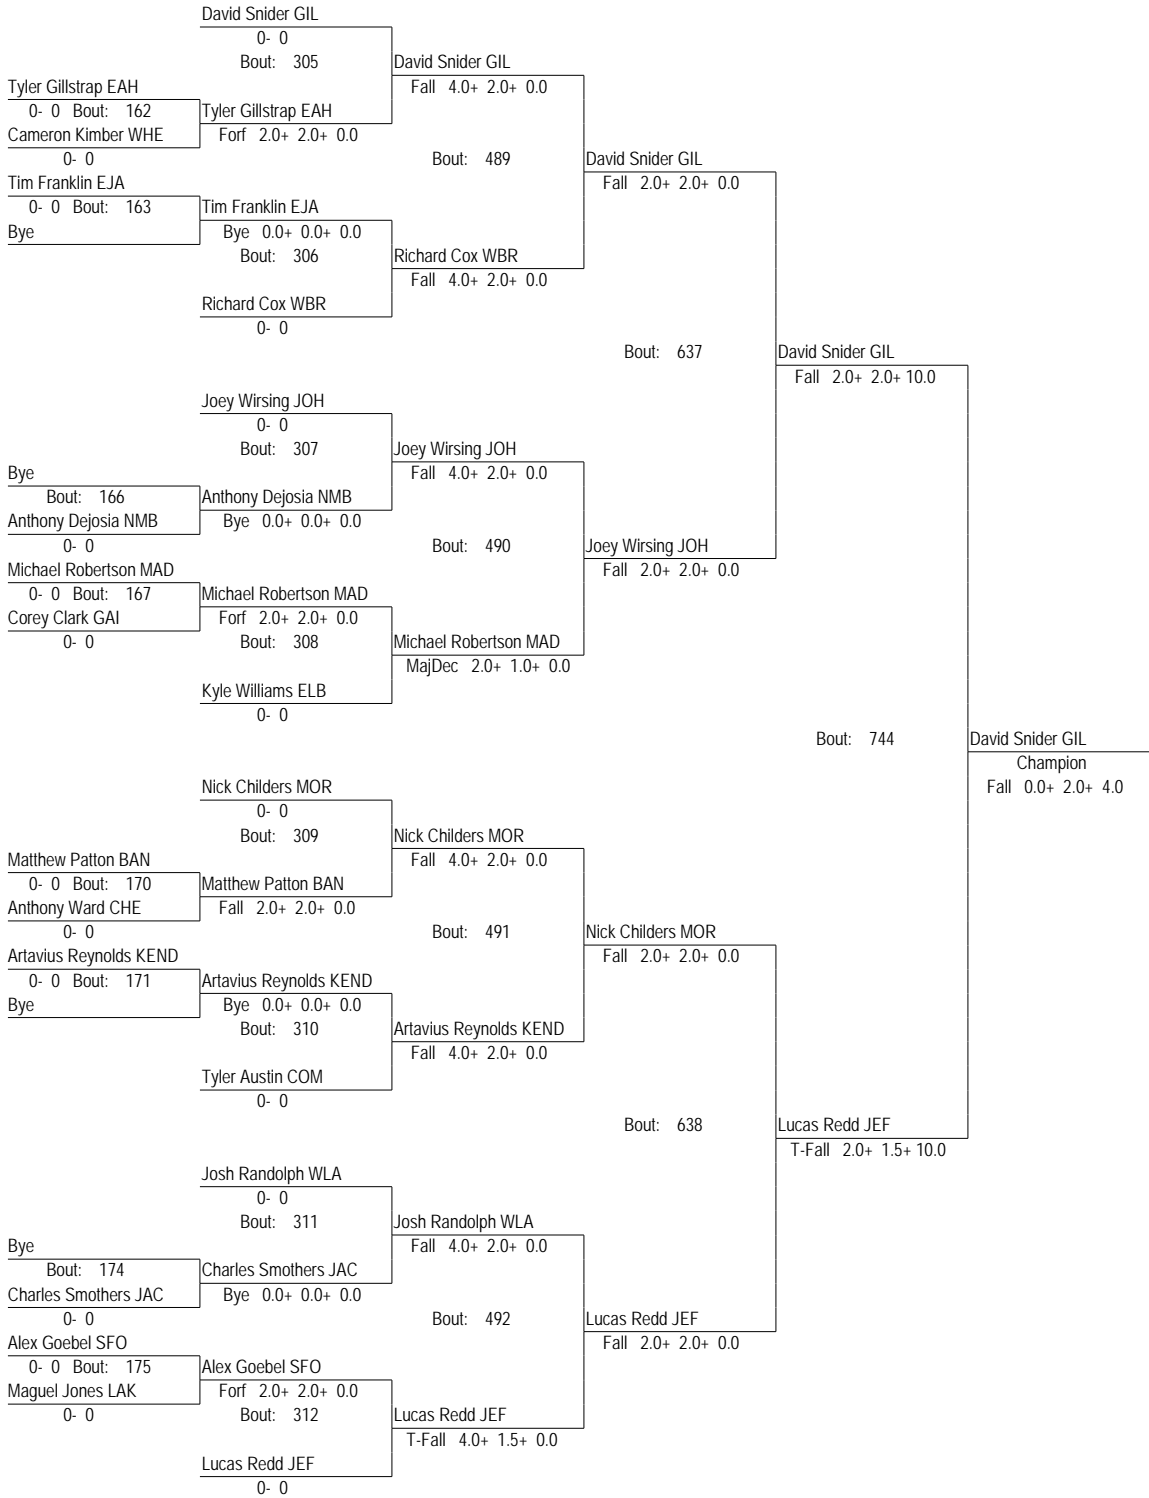 David Snider GIL
0- 0
Bout: 305
David Snider GIL
Fall 4.0+ 2.0+ 0.0
Tyler Gillstrap EAH
0- 0 Bout: 162
Tyler Gillstrap EAH
Forf 2.0+ 2.0+ 0.0
Cameron Kimber WHE
0- 0
Bout: 489
David Snider GIL
Fall 2.0+ 2.0+ 0.0
Tim Franklin EJA
0- 0 Bout: 163
Tim Franklin EJA
Bye 0.0+ 0.0+ 0.0
Bye
Bout: 306
Richard Cox WBR
Fall 4.0+ 2.0+ 0.0
Richard Cox WBR
0- 0
Bout: 637
David Snider GIL
Fall 2.0+ 2.0+ 10.0
Joey Wirsing JOH
0- 0
Bout: 307
Joey Wirsing JOH
Fall 4.0+ 2.0+ 0.0
Bye
Bout: 166
Anthony Dejosia NMB
Bye 0.0+ 0.0+ 0.0
Anthony Dejosia NMB
0- 0
Bout: 490
Joey Wirsing JOH
Fall 2.0+ 2.0+ 0.0
Michael Robertson MAD
0- 0 Bout: 167
Michael Robertson MAD
Forf 2.0+ 2.0+ 0.0
Corey Clark GAI
0- 0
Bout: 308
Michael Robertson MAD
MajDec 2.0+ 1.0+ 0.0
Kyle Williams ELB
0- 0
Bout: 744
David Snider GIL
Champion
Fall 0.0+ 2.0+ 4.0
Nick Childers MOR
0- 0
Bout: 309
Nick Childers MOR
Fall 4.0+ 2.0+ 0.0
Matthew Patton BAN
0- 0 Bout: 170
Matthew Patton BAN
Fall 2.0+ 2.0+ 0.0
Anthony Ward CHE
0- 0
Bout: 491
Nick Childers MOR
Fall 2.0+ 2.0+ 0.0
Artavius Reynolds KEND
0- 0 Bout: 171
Artavius Reynolds KEND
Bye 0.0+ 0.0+ 0.0
Bye
Bout: 310
Artavius Reynolds KEND
Fall 4.0+ 2.0+ 0.0
Tyler Austin COM
0- 0
Bout: 638
Lucas Redd JEF
T-Fall 2.0+ 1.5+ 10.0
Josh Randolph WLA
0- 0
Bout: 311
Josh Randolph WLA
Fall 4.0+ 2.0+ 0.0
Bye
Bout: 174
Charles Smothers JAC
Bye 0.0+ 0.0+ 0.0
Charles Smothers JAC
0- 0
Bout: 492
Lucas Redd JEF
Fall 2.0+ 2.0+ 0.0
Alex Goebel SFO
0- 0 Bout: 175
Alex Goebel SFO
Forf 2.0+ 2.0+ 0.0
Maguel Jones LAK
0- 0
Bout: 312
Lucas Redd JEF
T-Fall 4.0+ 1.5+ 0.0
Lucas Redd JEF
0- 0